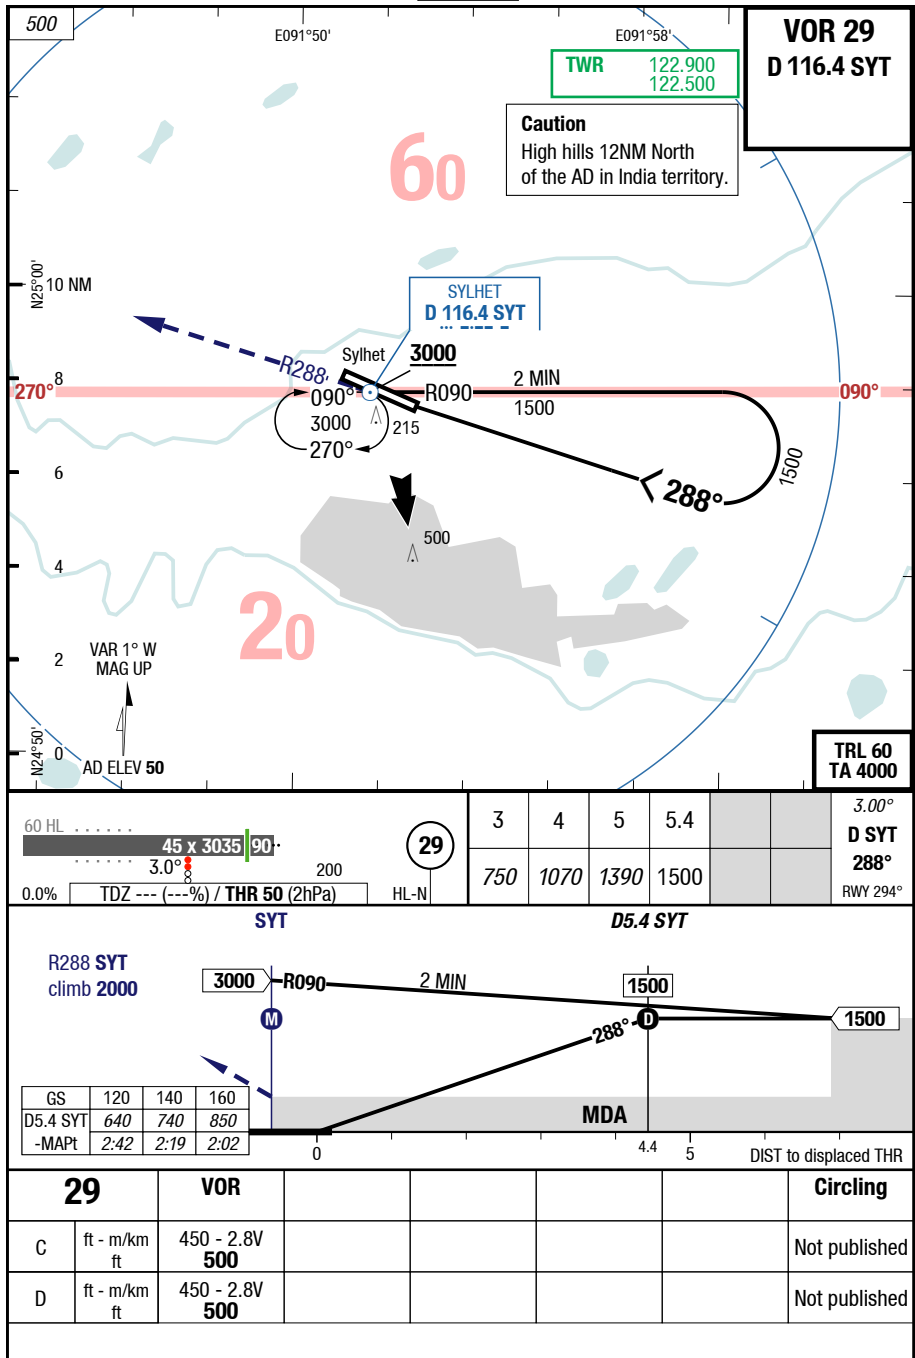 500
E091°50'
E091°58'
VOR 29
D 116.4 SYT
TWR 122.900
122.500
Caution
High hills 12NM North
of the AD in India territory.
60
N25°00'
10 NM
SYLHET
D 116.4 SYT
Sylhet
3000
R288
2 MIN
8
270°
090°
R090
090°
1500
3000
215
270°
1500
6
288°
500
4
20
2
VAR 1° W
MAG UP
N24°50'
0
AD ELEV 50
TRL 60
TA 4000
60 HL
45 x 3035 90
3.0°
200
0.0%
TDZ --- (---%) / THR 50 (2hPa)
HL-N
29
3 4 5 5.4
750 1070 1390 1500
3.00°
D SYT
288°
RWY 294°
SYT
D5.4 SYT
R288 SYT
climb 2000
3000
R090
2 MIN
1500
M
288°
D
1500
GS 120 140 160
D5.4 SYT 640 740 850
-MAPt 2:42 2:19 2:02
MDA
0
4.4
5
DIST to displaced THR
29 VOR Circling
C ft - m/km 450 - 2.8V Not published
ft 500
D ft - m/km 450 - 2.8V Not published
ft 500